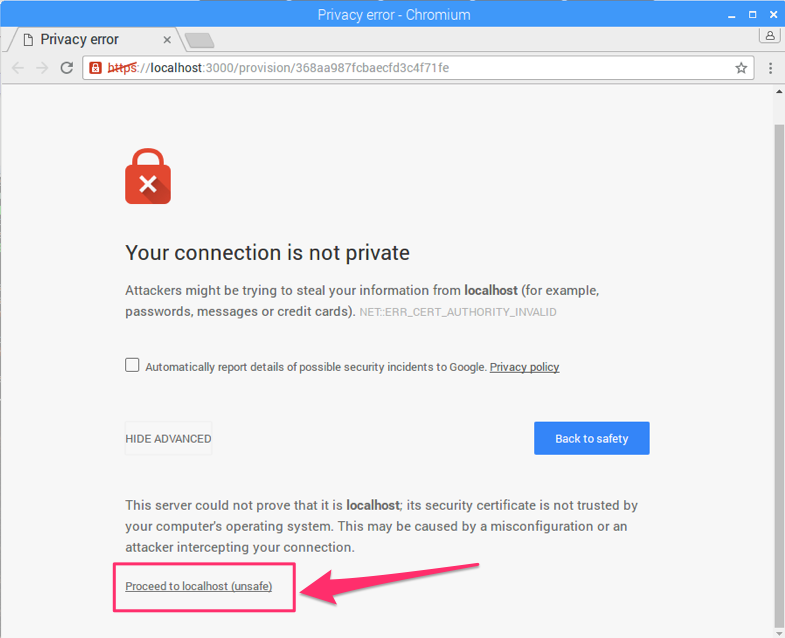 Privacy error - Chromium
Privacy error
https://localhost:3000/provision/368aa987fcbaecfd3c4f71fe
Your connection is not private
Attackers might be trying to steal your information from localhost (for example,
passwords, messages or credit cards). NET::ERR_CERT_AUTHORITY_INVALID
Automatically report details of possible security incidents to Google. Privacy policy
HIDE ADVANCED
Back to safety
This server could not prove that it is localhost; its security certificate is not trusted by
your computer's operating system. This may be caused by a misconfiguration or an
attacker intercepting your connection.
Proceed to localhost (unsafe)